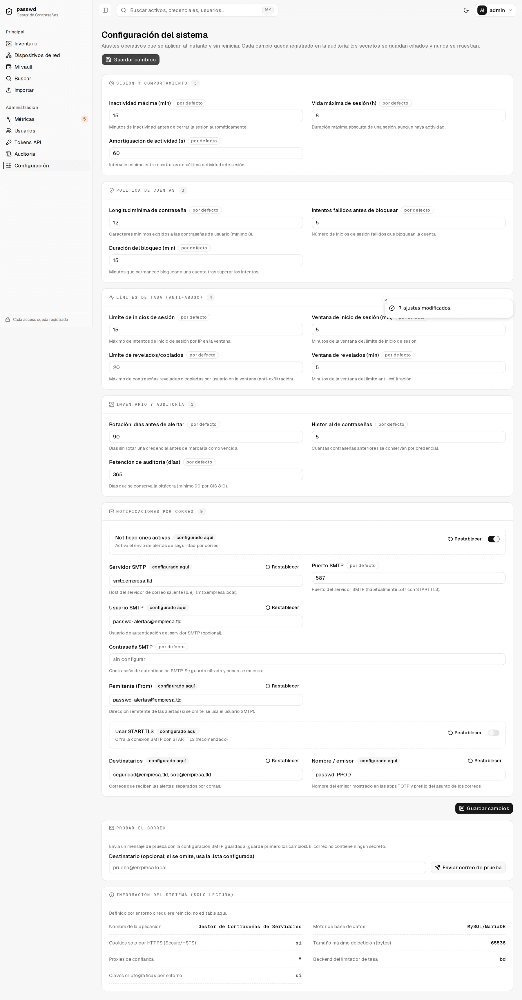 passwd
Gestor de Contraseñas
Principal
Inventario
Dispositivos de red
Mi vault
Buscar
Importar
Administración
Métricas 5
Usuarios
Tokens API
Auditoría
Configuración
Cada acceso queda registrado.
Buscar activos, credenciales, usuarios... ⌘K
AI admin
Configuración del sistema
Ajustes operativos que se aplican al instante y sin reiniciar. Cada cambio queda registrado en la auditoría; los secretos se guardan cifrados y nunca se muestran.
Guardar cambios
SESIÓN Y COMPORTAMIENTO 3
Inactividad máxima (min) por defecto
15
Minutos de inactividad antes de cerrar la sesión automáticamente.
Vida máxima de sesión (h) por defecto
8
Duración máxima absoluta de una sesión, aunque haya actividad.
Amortiguación de actividad (s) por defecto
60
Intervalo mínimo entre escrituras de «última actividad» de sesión.
POLÍTICA DE CUENTAS 3
Longitud mínima de contraseña por defecto
12
Caracteres mínimos exigidos a las contraseñas de usuario (mínimo 8).
Intentos fallidos antes de bloquear por defecto
5
Número de inicios de sesión fallidos que bloquean la cuenta.
Duración del bloqueo (min) por defecto
15
Minutos que permanece bloqueada una cuenta tras superar los intentos.
LÍMITES DE TASA (ANTI-ABUSO) 4
7 ajustes modificados.
Límite de inicios de sesión por defecto
15
Máximo de intentos de inicio de sesión por IP en la ventana.
Ventana de inicio de sesión (min) por defecto
5
Minutos de la ventana del límite de inicio de sesión.
Límite de revelados/copiados por defecto
20
Máximo de contraseñas reveladas o copiadas por usuario en la ventana (anti-exfiltración).
Ventana de revelados (min) por defecto
5
Minutos de la ventana del límite anti-exfiltración.
INVENTARIO Y AUDITORÍA 3
Rotación: días antes de alertar por defecto
90
Días sin rotar una credencial antes de marcarla como vencida.
Historial de contraseñas por defecto
5
Cuántas contraseñas anteriores se conservan por credencial.
Retención de auditoría (días) por defecto
365
Días que se conserva la bitácora (mínimo 90 por CIS 8.10).
NOTIFICACIONES POR CORREO 9
Notificaciones activas configurado aquí Restablecer
Activa el envío de alertas de seguridad por correo.
Servidor SMTP configurado aquí Restablecer
smtp.empresa.tld
Host del servidor de correo saliente (p. ej. smtp.empresa.local).
Puerto SMTP por defecto
587
Puerto del servidor SMTP (habitualmente 587 con STARTTLS).
Usuario SMTP configurado aquí Restablecer
passwd-alertas@empresa.tld
Usuario de autenticación del servidor SMTP (opcional).
Contraseña SMTP por defecto
sin configurar
Contraseña de autenticación SMTP. Se guarda cifrada y nunca se muestra.
Remitente (From) configurado aquí Restablecer
passwd-alertas@empresa.tld
Dirección remitente de las alertas (si se omite, se usa el usuario SMTP).
Usar STARTTLS configurado aquí Restablecer
Cifra la conexión SMTP con STARTTLS (recomendado).
Destinatarios configurado aquí Restablecer
seguridad@empresa.tld, soc@empresa.tld
Correos que reciben las alertas, separados por comas.
Nombre / emisor configurado aquí Restablecer
passwd-PROD
Nombre del emisor mostrado en las apps TOTP y prefijo del asunto de los correos.
Guardar cambios
PROBAR EL CORREO
Envía un mensaje de prueba con la configuración SMTP guardada (guarde primero los cambios). El correo no contiene ningún secreto.
Destinatario (opcional; si se omite, usa la lista configurada)
prueba@empresa.local
Enviar correo de prueba
INFORMACIÓN DEL SISTEMA (SOLO LECTURA)
Definido por entorno o requiere reinicio; no editable aquí.
Nombre de la aplicación Gestor de Contraseñas de Servidores
Motor de base de datos MySQL/MariaDB
Cookies solo por HTTPS (Secure/HSTS) sí
Tamaño máximo de petición (bytes) 65536
Proxies de confianza *
Backend del limitador de tasa bd
Claves criptográficas por entorno sí